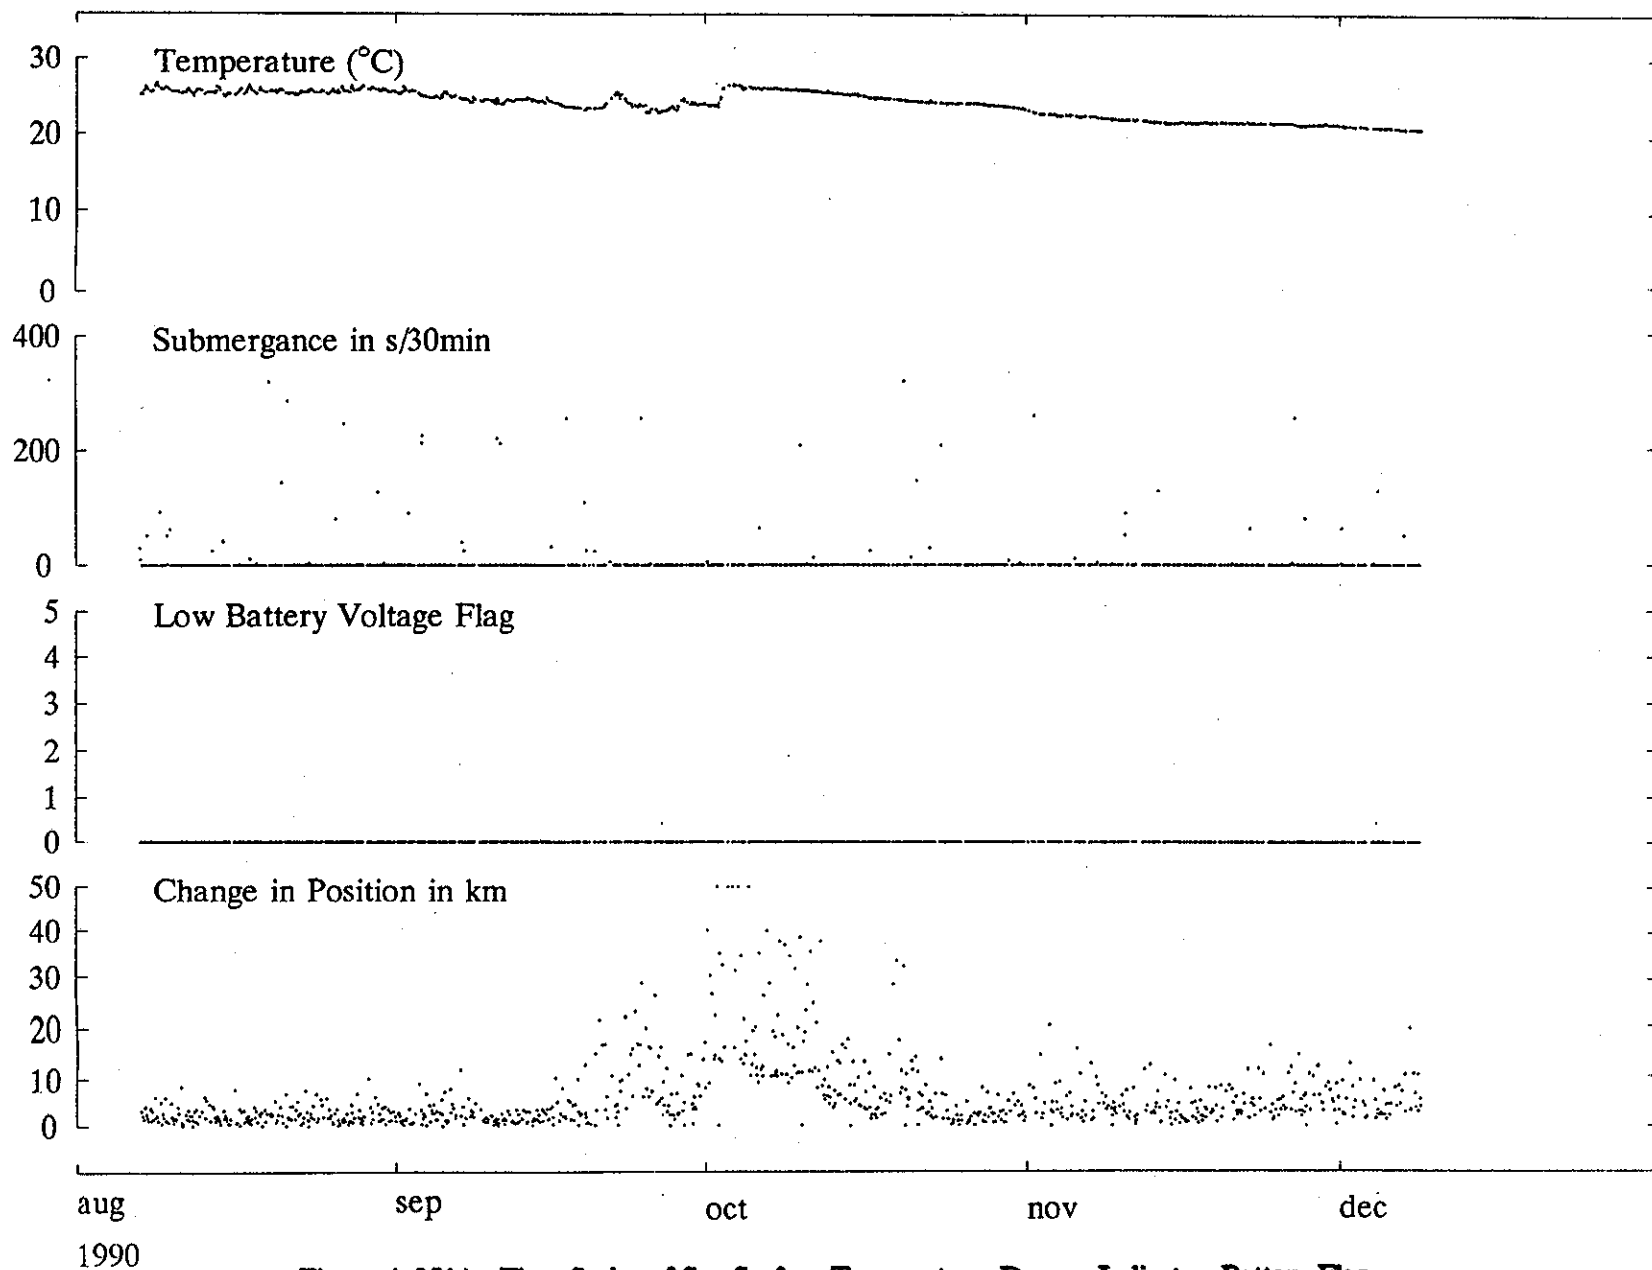 30
Temperature (°C)
20
10
0
400
Submergance in s/30min
200
0
5
Low Battery Voltage Flag
4
3
2
1
0
50
Change in Position in km
40
30
20
10
0
aug
sep
oct
nov
dec
1990